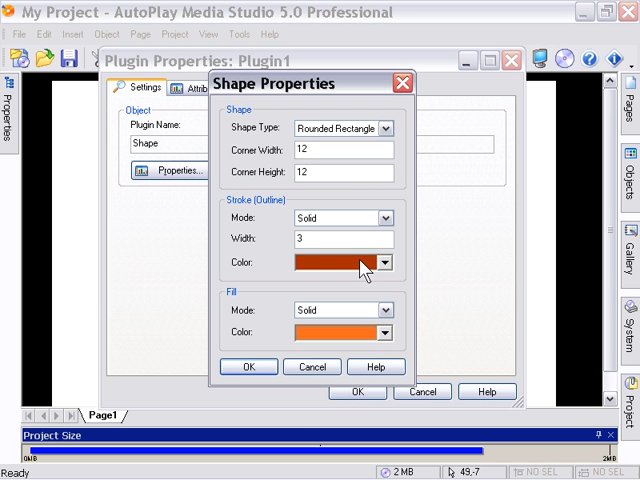 My Project - AutoPlay Media Studio 5.0 Professional
File Edit Insert Object Page Project View Tools Help
Plugin Properties: Plugin1
Settings Attrib
Object
Plugin Name:
Shape
Properties...
OK Cancel Help
Shape Properties
Shape
Shape Type: Rounded Rectangle
Corner Width: 12
Corner Height: 12
Stroke (Outline)
Mode: Solid
Width: 3
Color:
Fill
Mode: Solid
Color:
OK Cancel Help
Properties
Pages
Objects
Gallery
System
Project
Page1
Project Size
0MB 2MB
Ready 2 MB 49,-7 NO SEL NO SEL